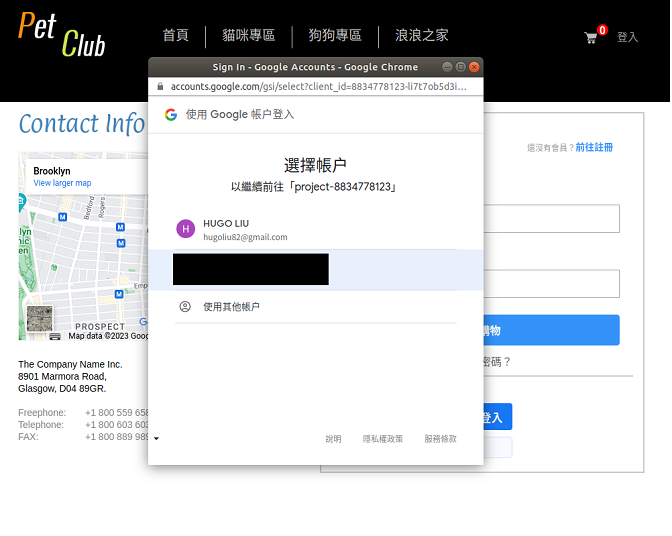 Pet Club
首頁 貓咪專區 狗狗專區 浪浪之家 0 登入
Sign In - Google Accounts - Google Chrome
accounts.google.com/gsi/select?client_id=8834778123-li7t7ob5d3i...
G 使用 Google 帳戶登入
選擇帳戶
以繼續前往「project-8834778123」
H HUGO LIU
hugoliu82@gmail.com
使用其他帳戶
說明 隱私權政策 服務條款
Contact Info
Brooklyn
View larger map
Bedford
Rogers
M
M
M
M
PROSPECT
Map data ©2023 Goog
The Company Name Inc.
8901 Marmora Road,
Glasgow, D04 89GR.
Freephone: +1 800 559 658
Telephone: +1 800 603 603
FAX: +1 800 889 989
還沒有會員？前往註冊
購物
密碼？
登入